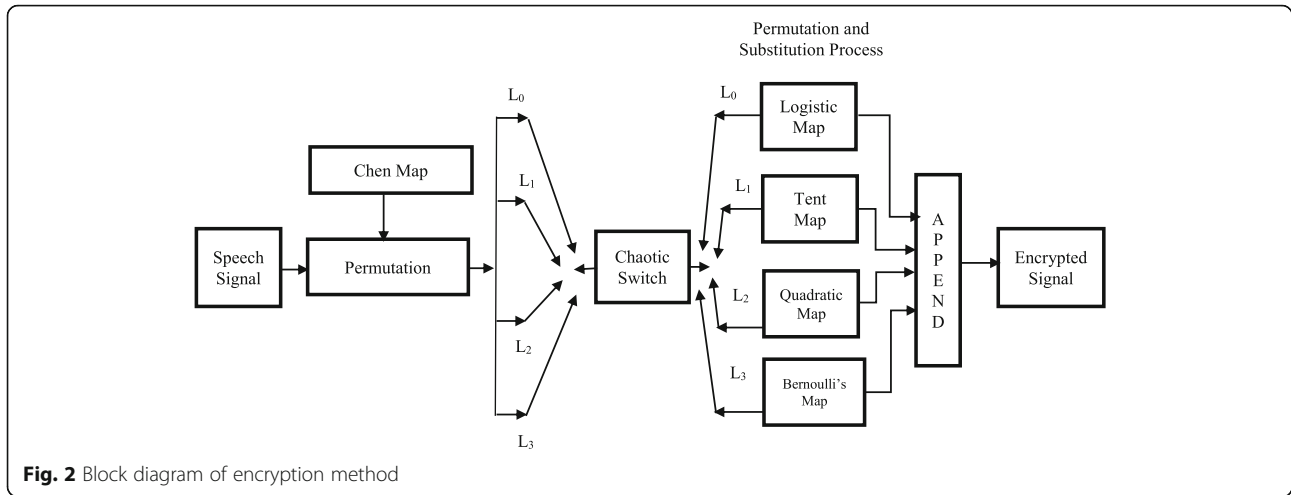 Permutation and
Substitution Process
L0
L0
Logistic
Map
Chen Map
L1
L1
Tent
Map
A
P
P
E
N
D
Speech
Signal
Permutation
Chaotic
Switch
Encrypted
Signal
L2
L2
Quadratic
Map
L3
L3
Bernoulli's
Map
Fig. 2 Block diagram of encryption method